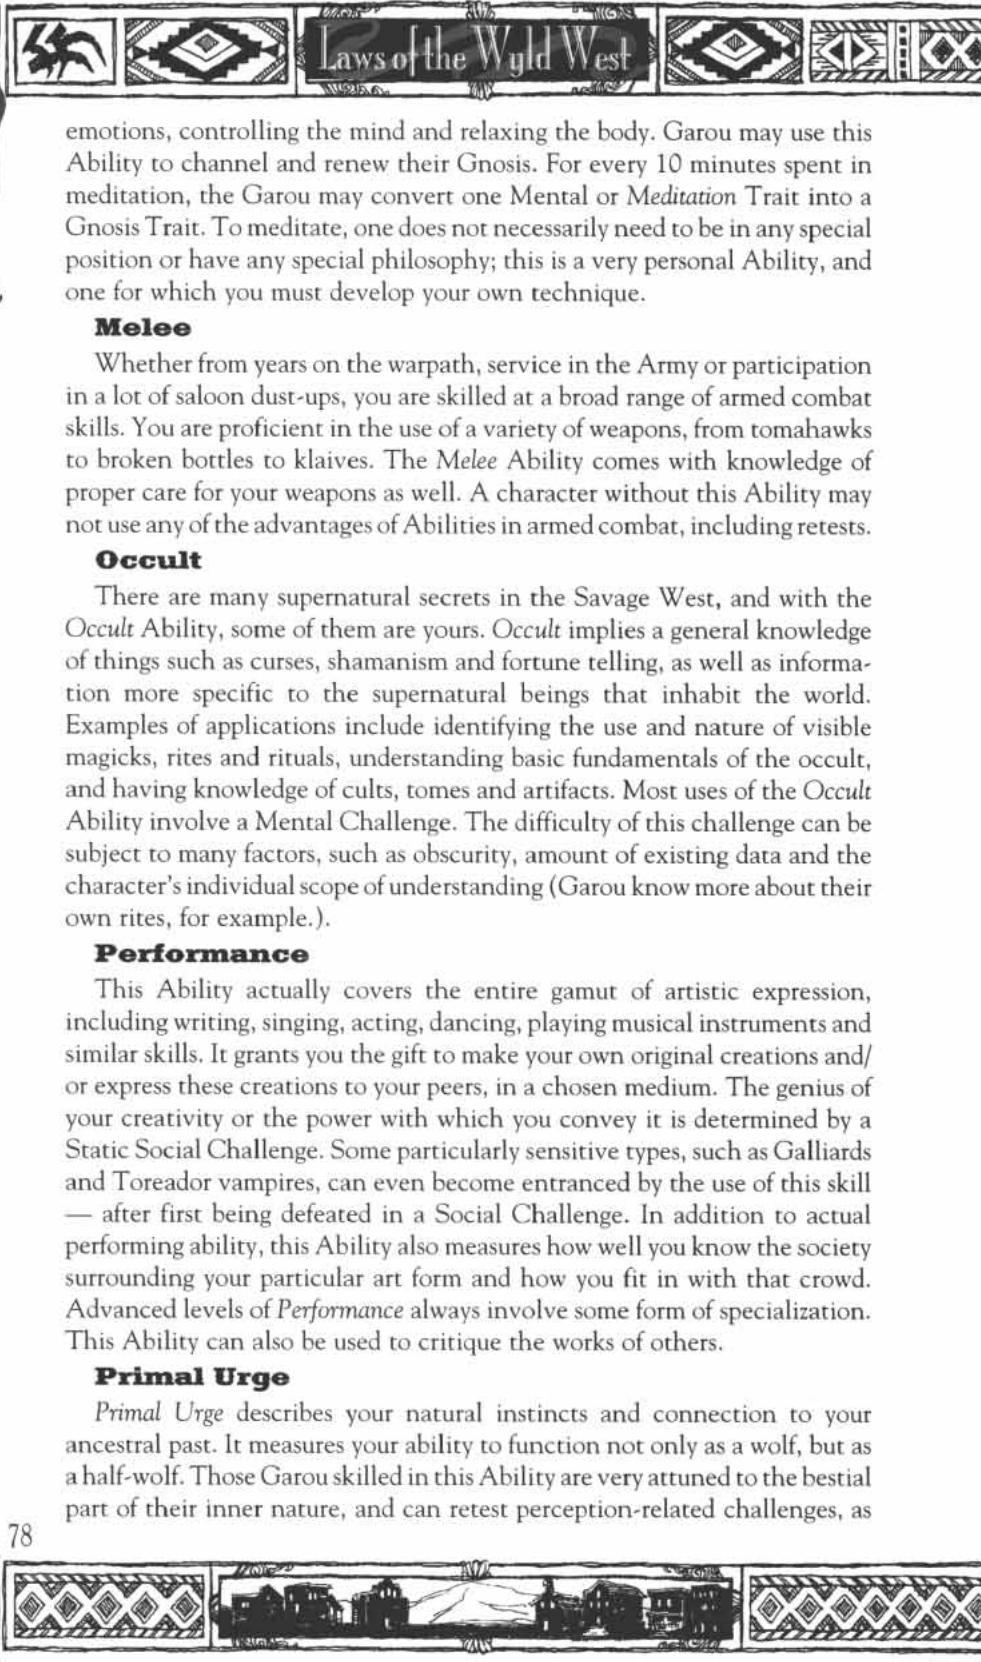 Laws of the Wyld West
emotions, controlling the mind and relaxing the body. Garou may use this
Ability to channel and renew their Gnosis. For every 10 minutes spent in
meditation, the Garou may convert one Mental or Meditation Trait into a
Gnosis Trait. To meditate, one does not necessarily need to be in any special
position or have any special philosophy; this is a very personal Ability, and
one for which you must develop your own technique.
Melee
Whether from years on the warpath, service in the Army or participation
in a lot of saloon dust-ups, you are skilled at a broad range of armed combat
skills. You are proficient in the use of a variety of weapons, from tomahawks
to broken bottles to klaives. The Melee Ability comes with knowledge of
proper care for your weapons as well. A character without this Ability may
not use any of the advantages of Abilities in armed combat, including retests.
Occult
There are many supernatural secrets in the Savage West, and with the
Occult Ability, some of them are yours. Occult implies a general knowledge
of things such as curses, shamanism and fortune telling, as well as informa-
tion more specific to the supernatural beings that inhabit the world.
Examples of applications include identifying the use and nature of visible
magicks, rites and rituals, understanding basic fundamentals of the occult,
and having knowledge of cults, tomes and artifacts. Most uses of the Occult
Ability involve a Mental Challenge. The difficulty of this challenge can be
subject to many factors, such as obscurity, amount of existing data and the
character's individual scope of understanding (Garou know more about their
own rites, for example.).
Performance
This Ability actually covers the entire gamut of artistic expression,
including writing, singing, acting, dancing, playing musical instruments and
similar skills. It grants you the gift to make your own original creations and/
or express these creations to your peers, in a chosen medium. The genius of
your creativity or the power with which you convey it is determined by a
Static Social Challenge. Some particularly sensitive types, such as Galliards
and Toreador vampires, can even become entranced by the use of this skill
— after first being defeated in a Social Challenge. In addition to actual
performing ability, this Ability also measures how well you know the society
surrounding your particular art form and how you fit in with that crowd.
Advanced levels of Performance always involve some form of specialization.
This Ability can also be used to critique the works of others.
Primal Urge
Primal Urge describes your natural instincts and connection to your
ancestral past. It measures your ability to function not only as a wolf, but as
a half-wolf. Those Garou skilled in this Ability are very attuned to the bestial
part of their inner nature, and can retest perception-related challenges, as
78